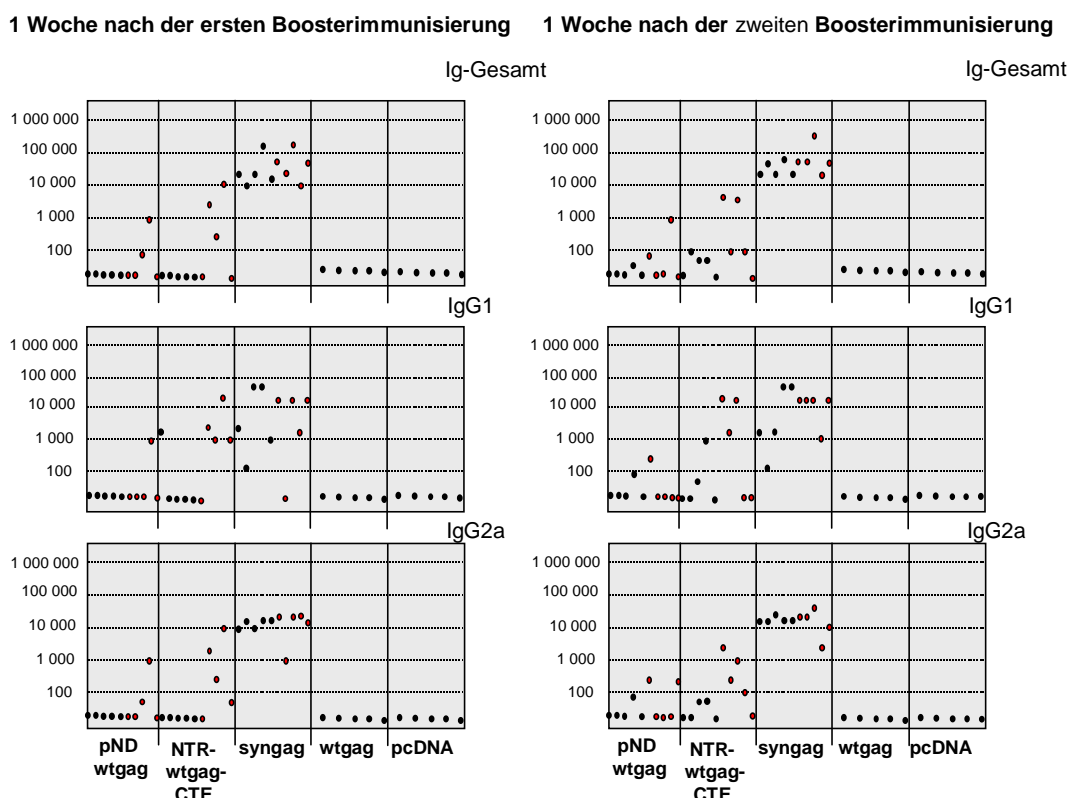 1 Woche nach der ersten Boosterimmunisierung
1 Woche nach der zweiten Boosterimmunisierung
Ig-Gesamt
1 000 000
100 000
10 000
1 000
100
Ig-Gesamt
1 000 000
100 000
10 000
1 000
100
IgG1
1 000 000
100 000
10 000
1 000
100
IgG1
1 000 000
100 000
10 000
1 000
100
IgG2a
1 000 000
100 000
10 000
1 000
100
IgG2a
1 000 000
100 000
10 000
1 000
100
pND
wtgag
NTR-
wtgag-
CTE
syngag
wtgag
pcDNA
pND
wtgag
NTR-
wtgag-
CTE
syngag
wtgag
pcDNA